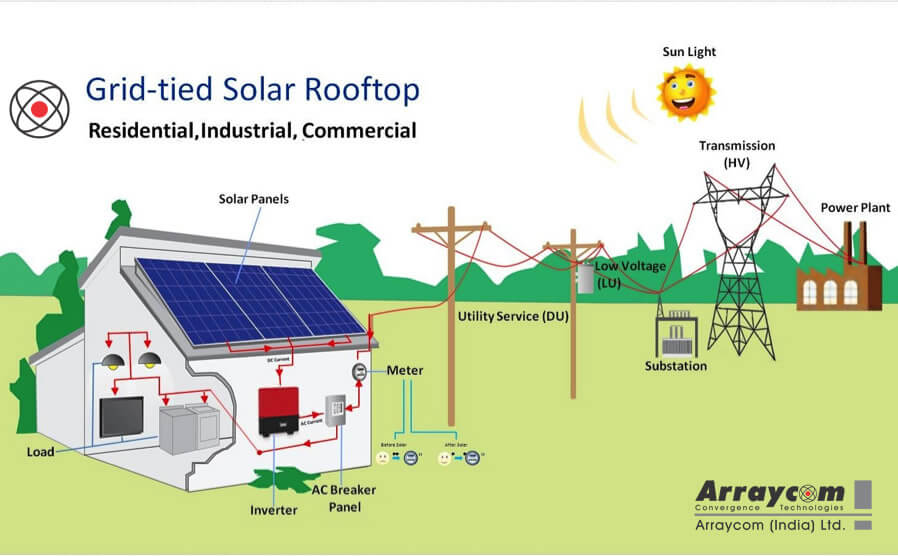 Grid-tied Solar Rooftop
Residential,Industrial, Commercial
Sun Light
Transmission
(HV)
Power Plant
Solar Panels
Low Voltage
(LU)
Utility Service (DU)
Substation
DC Current
Meter
AC Current
Before Solar
After Solar
Load
Inverter
AC Breaker
Panel
Arraycom
Convergence Technologies
Arraycom (India) Ltd.